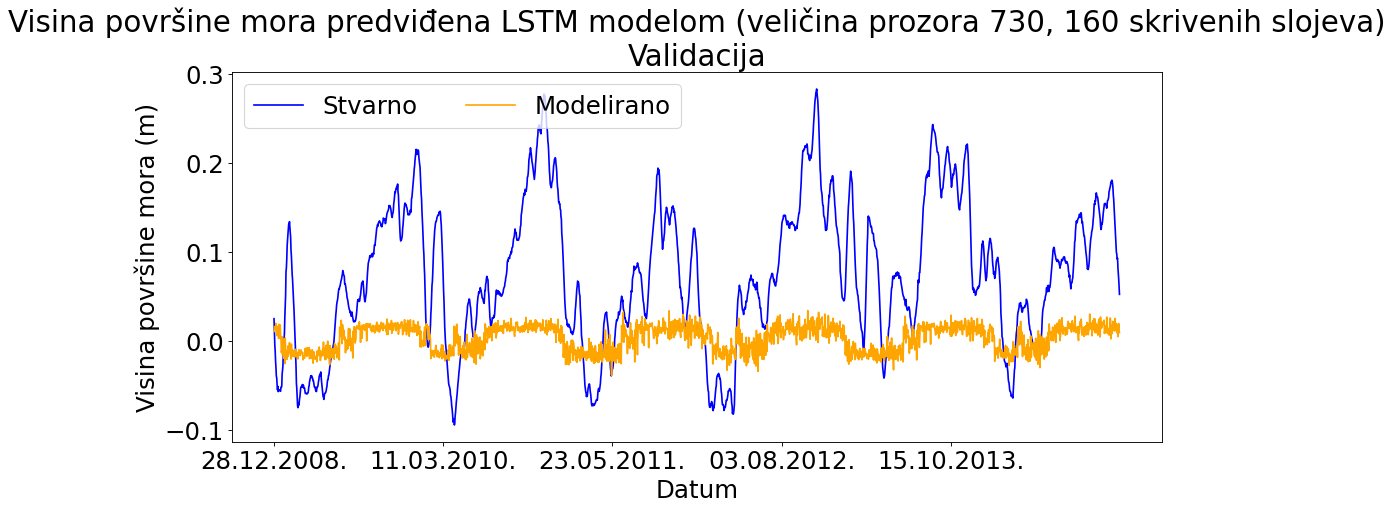 Visina površine mora predviđena LSTM modelom (veličina prozora 730, 160 skrivenih slojeva)
Validacija
Stvarno Modelirano
Visina površine mora (m)
0.3
0.2
0.1
0.0
−0.1
28.12.2008. 11.03.2010. 23.05.2011. 03.08.2012. 15.10.2013.
Datum